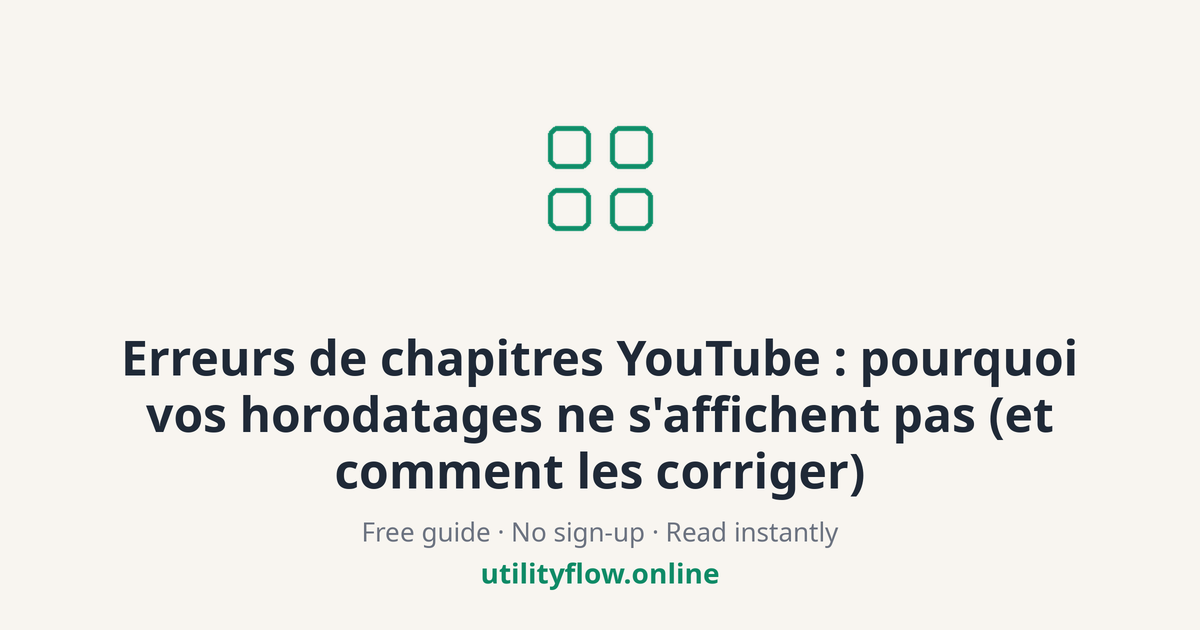 Erreurs de chapitres YouTube : pourquoi
vos horodatages ne s'affichent pas (et
comment les corriger)
Free guide · No sign-up · Read instantly
utilityflow.online